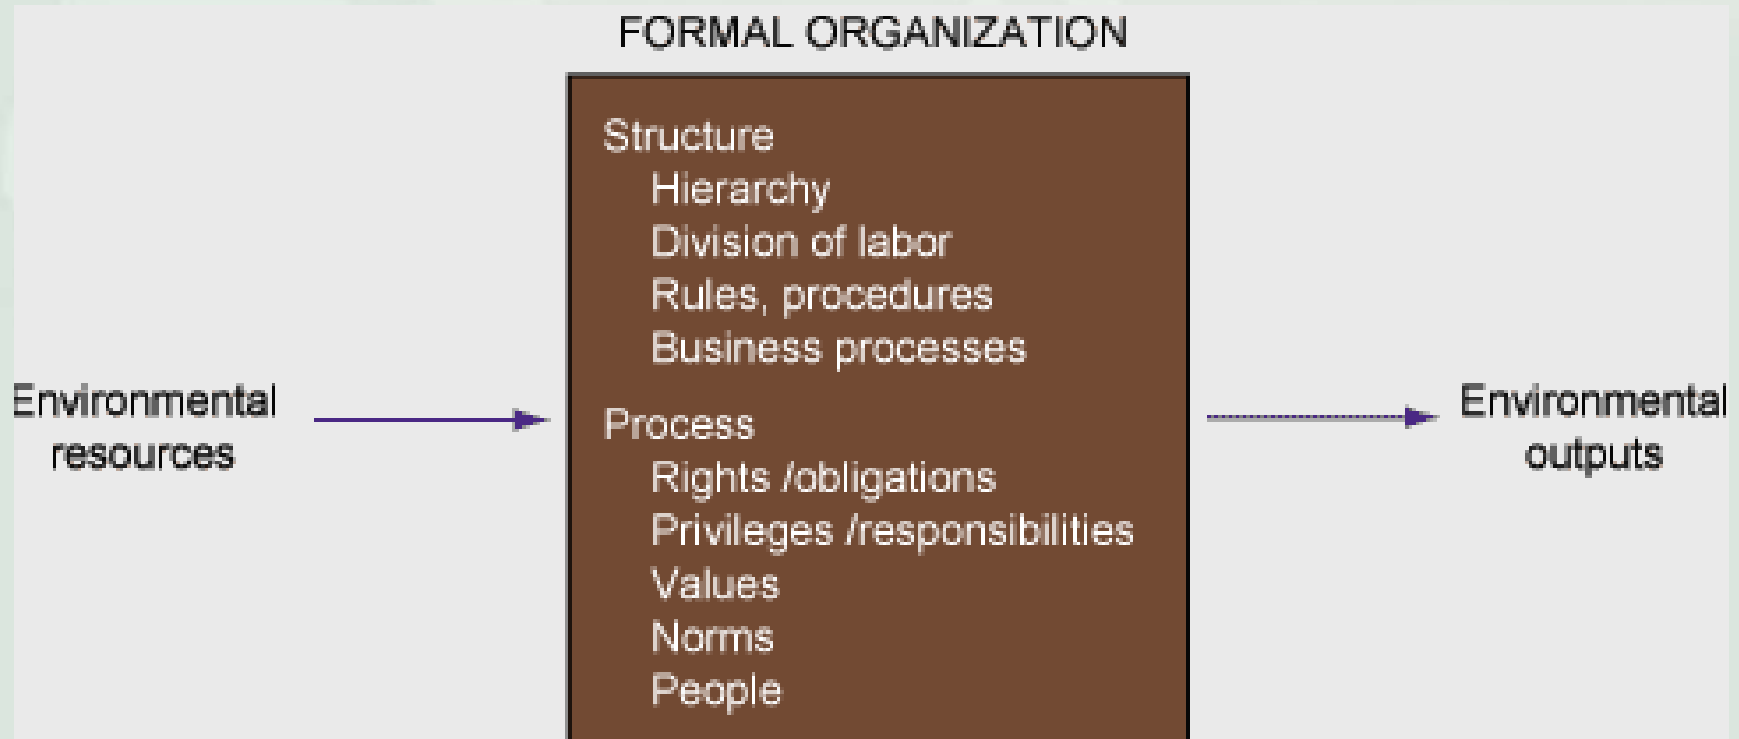 FORMAL ORGANIZATION
Structure
Hierarchy
Division of labor
Rules, procedures
Business processes
Environmental
resources
Process
Rights /obligations
Privileges /responsibilities
Values
Norms
People
Environmental
outputs